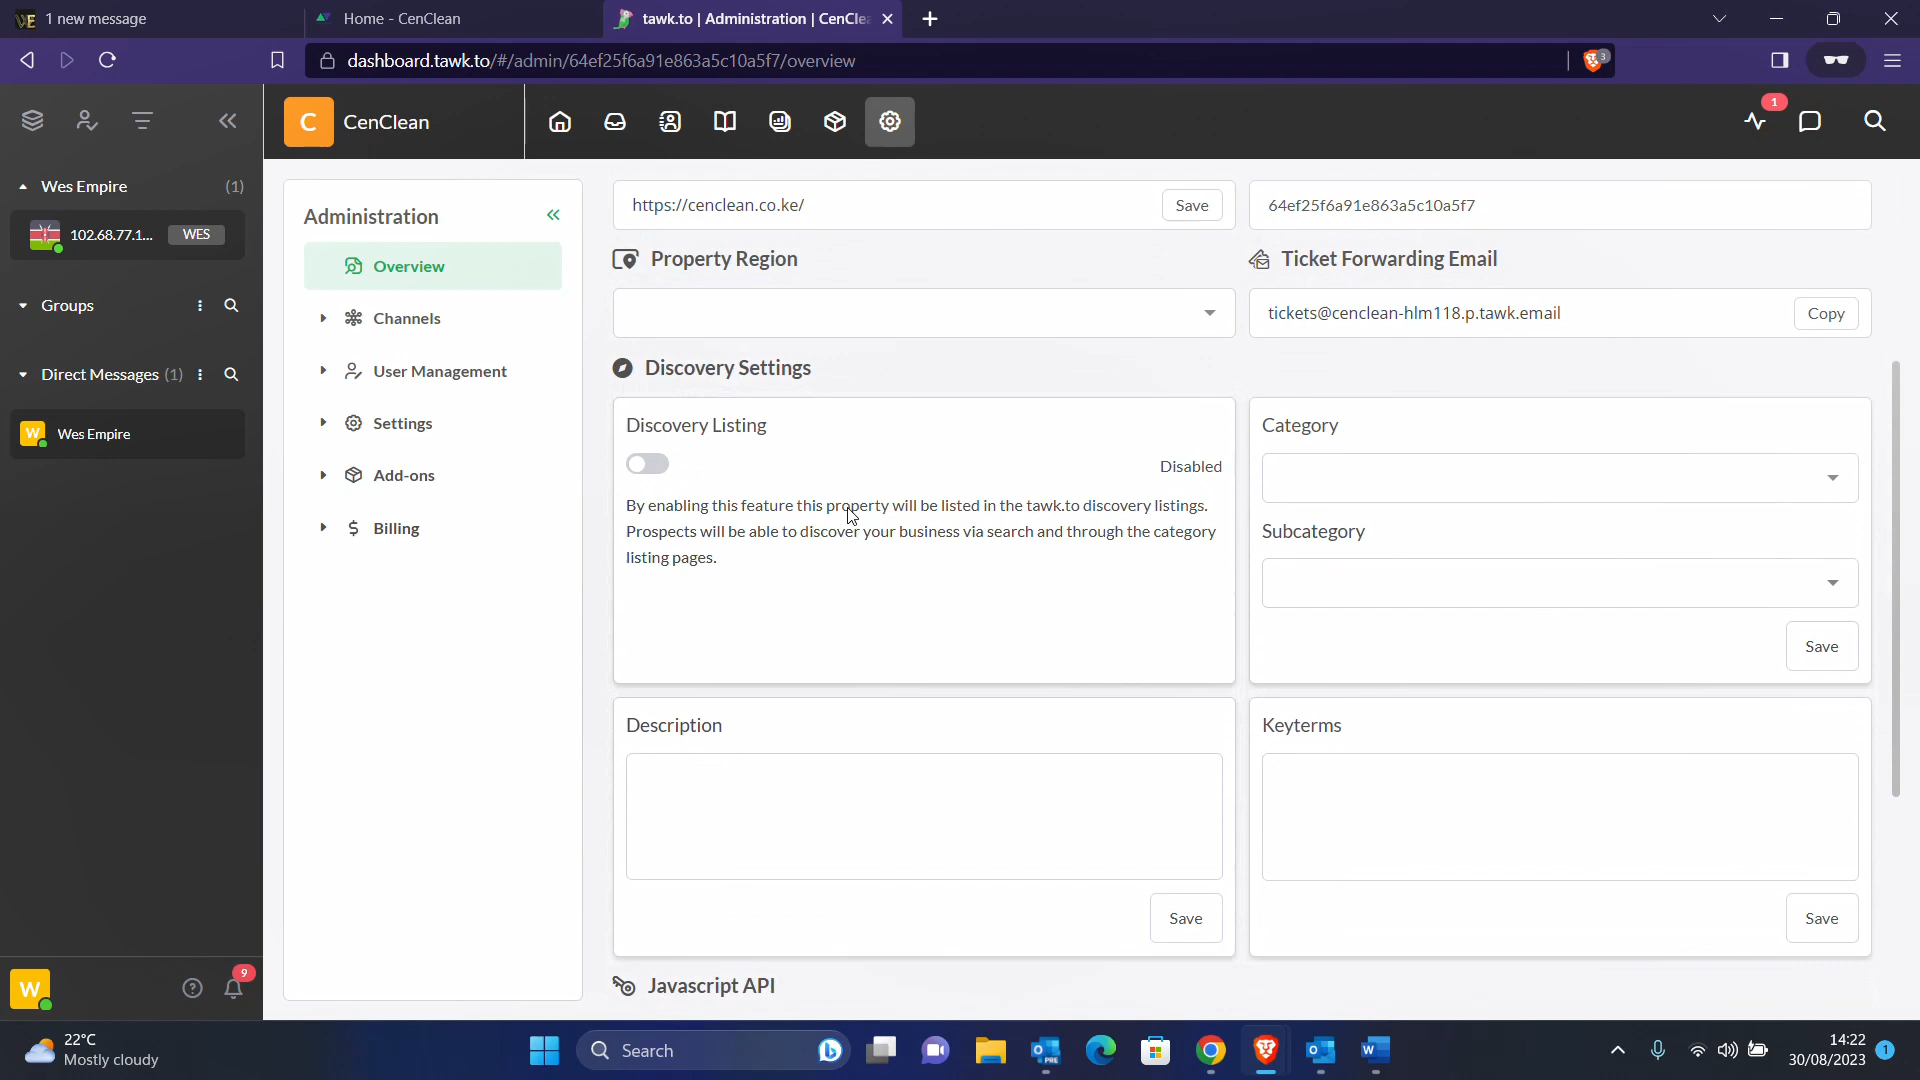 1 new message
Home - CenClean
tawk.to | Administration | CenClea
dashboard.tawk.to/#/admin/64ef25f6a91e863a5c10a5f7/overview
3
C
CenClean
1
Wes Empire
(1)
102.68.77.1...
WES
Groups
Direct Messages (1)
W
Wes Empire
W
9
Administration
Overview
Channels
User Management
Settings
Add-ons
Billing
https://cenclean.co.ke/
Save
64ef25f6a91e863a5c10a5f7
Property Region
Ticket Forwarding Email
tickets@cenclean-hlm118.p.tawk.email
Copy
Discovery Settings
Discovery Listing
Disabled
By enabling this feature this property will be listed in the tawk.to discovery listings.
Prospects will be able to discover your business via search and through the category
listing pages.
Category
Subcategory
Save
Description
Save
Keyterms
Save
Javascript API
22°C
Mostly cloudy
Search
14:22
30/08/2023
1